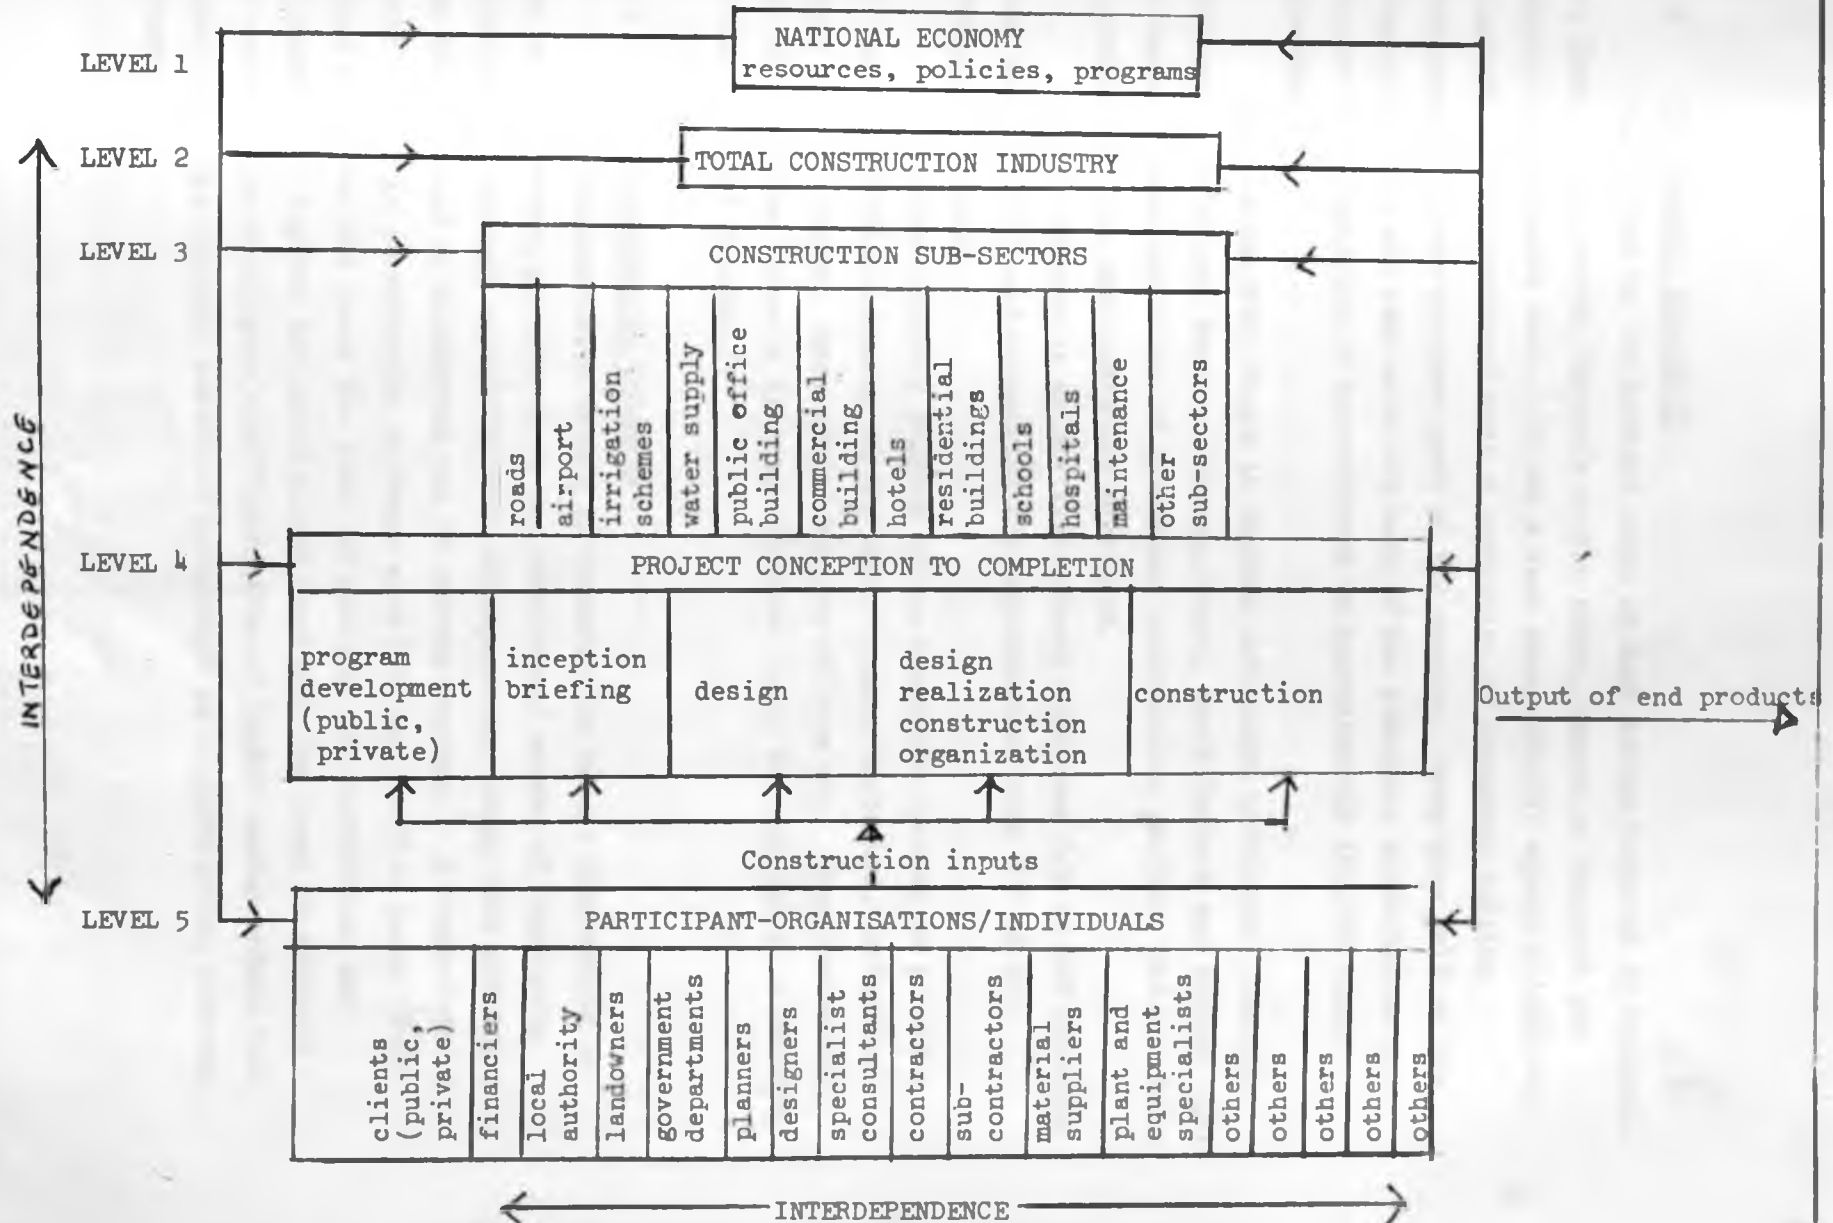 LEVEL 1
NATIONAL ECONOMY
resources, policies, programs
LEVEL 2
TOTAL CONSTRUCTION INDUSTRY
LEVEL 3
CONSTRUCTION SUB-SECTORS
roads
airport
irrigation
schemes
water supply
public office
building
commercial
building
hotels
residential
buildings
schools
hospitals
maintenance
other
sub-sectors
INTERDEPENDENCE
LEVEL 4
PROJECT CONCEPTION TO COMPLETION
program
development
(public,
private)
inception
briefing
design
design
realization
construction
organization
construction
Output of end products
Construction inputs
LEVEL 5
PARTICIPANT-ORGANISATIONS/INDIVIDUALS
clients
(public,
private)
financiers
local
authority
landowners
government
departments
planners
designers
specialist
consultants
contractors
sub-
contractors
material
suppliers
plant and
equipment
specialists
others
others
others
others
others
INTERDEPENDENCE